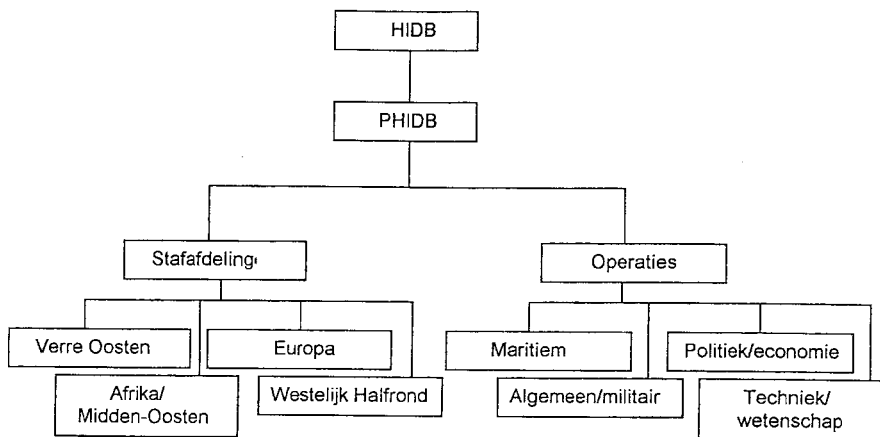 HIDB
PHIDB
Stafafdeling
Operaties
Verre Oosten
Europa
Maritiem
Politiek/economie
Afrika/
Midden-Oosten
Westelijk Halfrond
Algemeen/militair
Techniek/
wetenschap